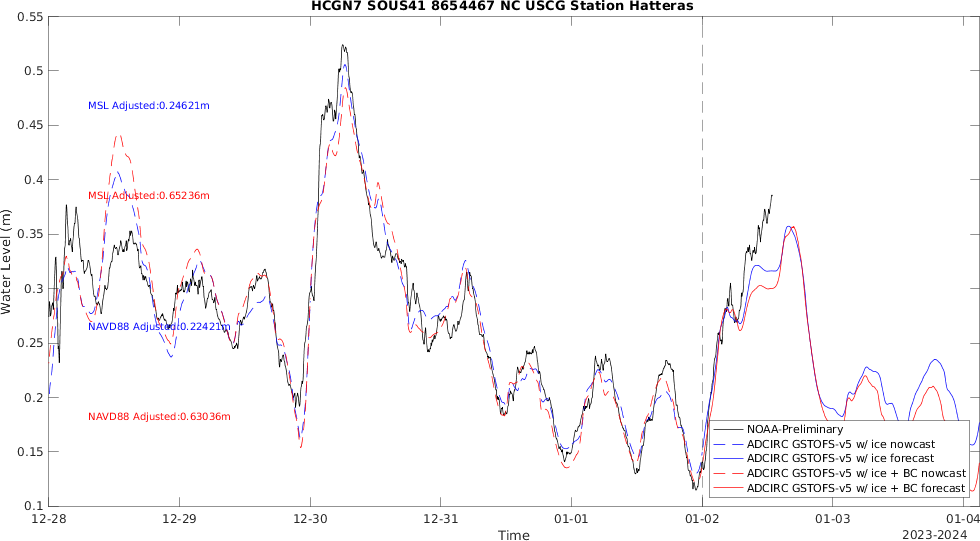 HCGN7 SOUS41 8654467 NC USCG Station Hatteras
0.55
0.5
0.45
0.4
0.35
0.3
0.25
0.2
0.15
0.1
Water Level (m)
MSL Adjusted:0.24621m
MSL Adjusted:0.65236m
NAVD88 Adjusted:0.22421m
NAVD88 Adjusted:0.63036m
NOAA-Preliminary
ADCIRC GSTOFS-v5 w/ ice nowcast
ADCIRC GSTOFS-v5 w/ ice forecast
ADCIRC GSTOFS-v5 w/ ice + BC nowcast
ADCIRC GSTOFS-v5 w/ ice + BC forecast
12-28 12-29 12-30 12-31 01-01 01-02 01-03 01-04
Time
2023-2024